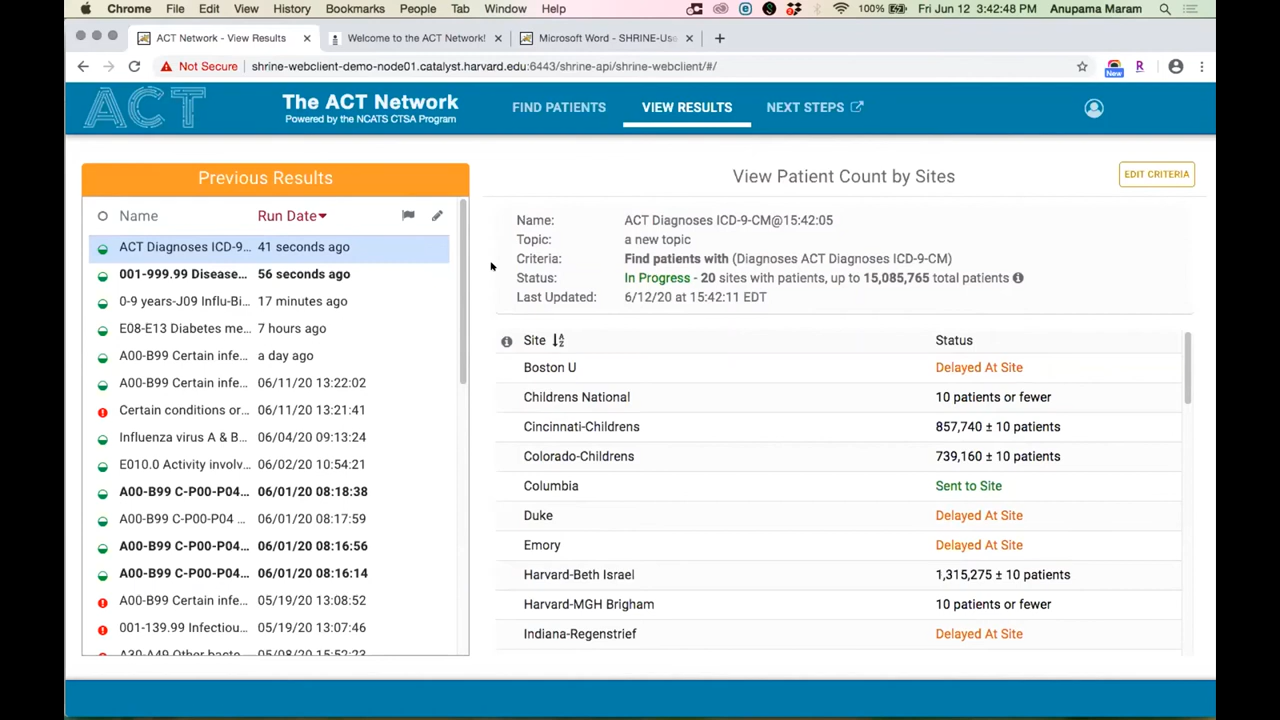 Chrome File Edit View History Bookmarks People Tab Window Help 100% Fri Jun 12 3:42:48 PM Anupama Maram
ACT Network - View Results × Welcome to the ACT Network! × Microsoft Word - SHRINE-Use ×
Not Secure shrine-webclient-demo-node01.catalyst.harvard.edu:6443/shrine-api/shrine-webclient/#/
New
R
ACT
The ACT Network
Powered by the NCATS CTSA Program
FIND PATIENTS VIEW RESULTS NEXT STEPS
Previous Results
Name Run Date
ACT Diagnoses ICD-9... 41 seconds ago
001-999.99 Disease... 56 seconds ago
0-9 years-J09 Influ-Bi... 17 minutes ago
E08-E13 Diabetes me... 7 hours ago
A00-B99 Certain infe... a day ago
A00-B99 Certain infe... 06/11/20 13:22:02
Certain conditions or... 06/11/20 13:21:41
Influenza virus A & B... 06/04/20 09:13:24
E010.0 Activity involv... 06/02/20 10:54:21
A00-B99 C-P00-P04... 06/01/20 08:18:38
A00-B99 C-P00-P04 ... 06/01/20 08:17:59
A00-B99 C-P00-P04... 06/01/20 08:16:56
A00-B99 C-P00-P04... 06/01/20 08:16:14
A00-B99 Certain infe... 05/19/20 13:08:52
001-139.99 Infectiou... 05/19/20 13:07:46
A30-A49 Other bacte... 05/08/20 15:52:23
View Patient Count by Sites
EDIT CRITERIA
Name: ACT Diagnoses ICD-9-CM@15:42:05
Topic: a new topic
Criteria: Find patients with (Diagnoses ACT Diagnoses ICD-9-CM)
Status: In Progress - 20 sites with patients, up to 15,085,765 total patients
Last Updated: 6/12/20 at 15:42:11 EDT
Site Status
Boston U Delayed At Site
Childrens National 10 patients or fewer
Cincinnati-Childrens 857,740 ± 10 patients
Colorado-Childrens 739,160 ± 10 patients
Columbia Sent to Site
Duke Delayed At Site
Emory Delayed At Site
Harvard-Beth Israel 1,315,275 ± 10 patients
Harvard-MGH Brigham 10 patients or fewer
Indiana-Regenstrief Delayed At Site